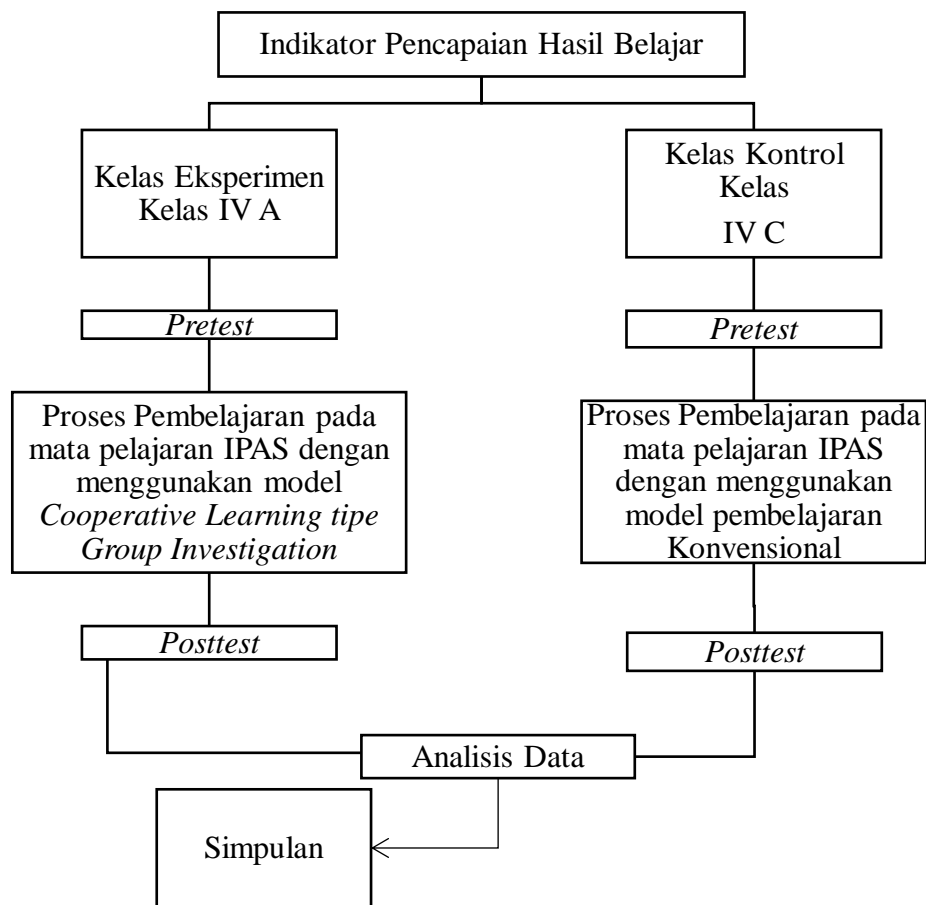 Indikator Pencapaian Hasil Belajar
Kelas Eksperimen
Kelas IV A
Kelas Kontrol
Kelas
IV C
Pretest
Pretest
Proses Pembelajaran pada
mata pelajaran IPAS dengan
menggunakan model
Cooperative Learning tipe
Group Investigation
Proses Pembelajaran pada
mata pelajaran IPAS
dengan menggunakan
model pembelajaran
Konvensional
Posttest
Posttest
Analisis Data
Simpulan